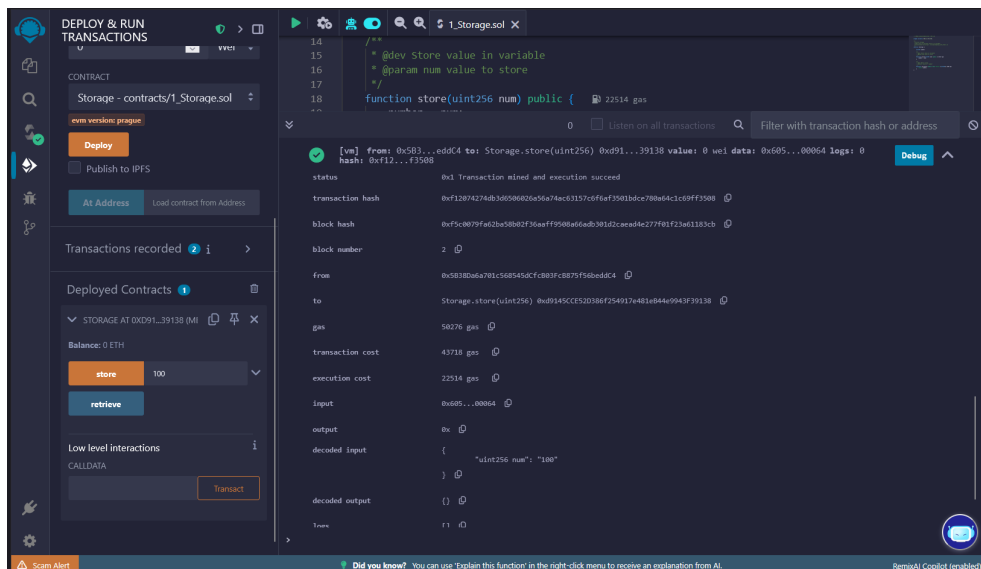 DEPLOY & RUN
TRANSACTIONS
CONTRACT
Storage - contracts/1_Storage.sol
evm version: prague
Deploy
Publish to IPFS
At Address
Load contract from Address
Transactions recorded 2 i
Deployed Contracts 1
STORAGE AT 0XD91...39138 (MI
Balance: 0 ETH
store
100
retrieve
Low level interactions
i
CALLDATA
Transact
Scam Alert
1_Storage.sol
14 /**
15 * @dev Store value in variable
16 * @param num value to store
17 */
18 function store(uint256 num) public { 22514 gas
0
Listen on all transactions
Filter with transaction hash or address
[vm] from: 0x5B3...eddC4 to: Storage.store(uint256) 0xd91...39138 value: 0 wei data: 0x605...00064 logs: 0
hash: 0xf12...f3508
Debug
status 0x1 Transaction mined and execution succeed
transaction hash
block hash
block number 2
from 0x5B38Da6a701c568545dCfcB03FcB875f56beddC4
to Storage.store(uint256) 0xd9145CCE52D386f254917e481eB44e9943F39138
gas 50276 gas
transaction cost 43718 gas
execution cost 22514 gas
input 0x605...00064
output 0x
decoded input {
"uint256 num": "100"
}
decoded output {}
logs []
>
Did you know? You can use 'Explain this function' in the right-click menu to receive an explanation from AI.
RemixAI Copilot (enabled)